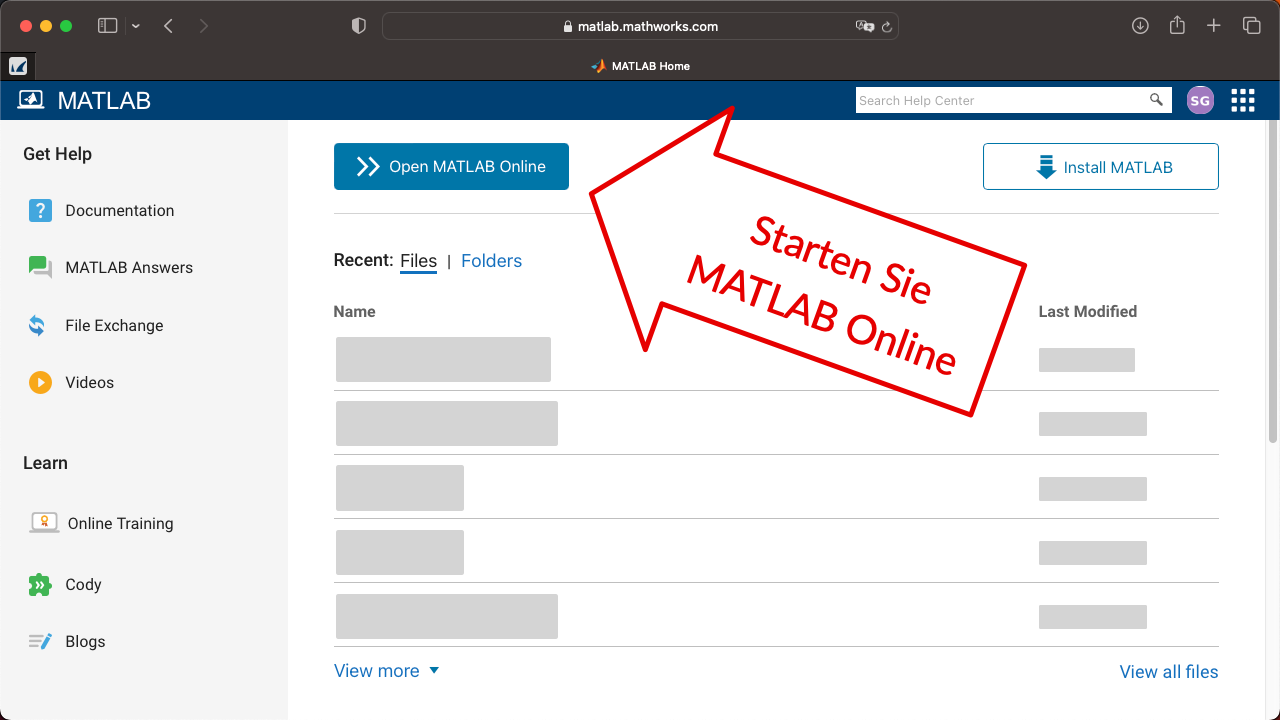 matlab.mathworks.com
MATLAB Home
MATLAB
Search Help Center
SG
Get Help
Documentation
MATLAB Answers
File Exchange
Videos
Learn
Online Training
Cody
Blogs
Open MATLAB Online
Install MATLAB
Starten Sie
MATLAB Online
Recent: Files | Folders
Name
Last Modified
View more
View all files